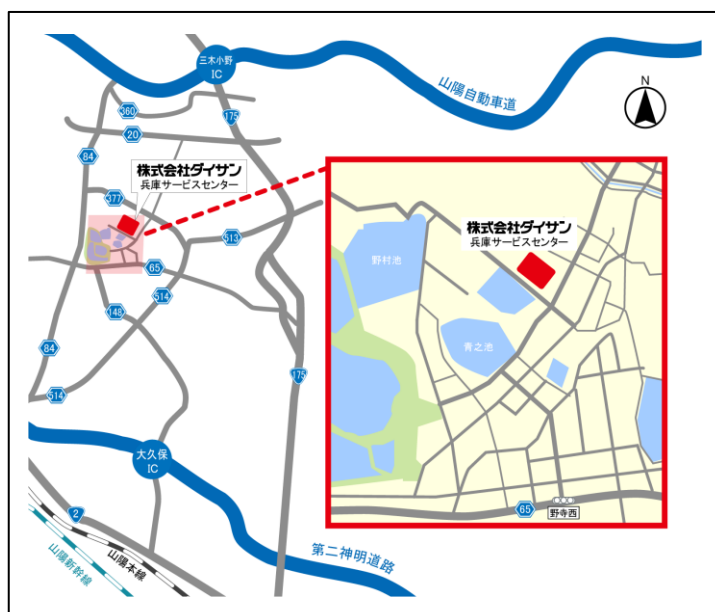 三木小野
IC
山陽自動車道
N
360
175
20
84
株式会社ダイサン
兵庫サービスセンター
377
513
65
514
148
84
175
514
大久保
IC
2
山陽本線
山陽新幹線
第二神明道路
株式会社ダイサン
兵庫サービスセンター
野村池
青之池
65
野寺西